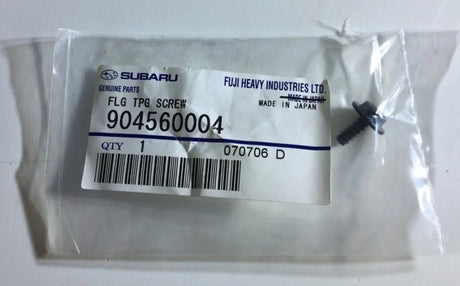 SUBARU FUJI HEAVY INDUSTRIES LTD.
GENUINE PARTS MADE IN JAPAN
FLG TPG SCREW MADE IN JAPAN
904560004
QTY 1 070706 D